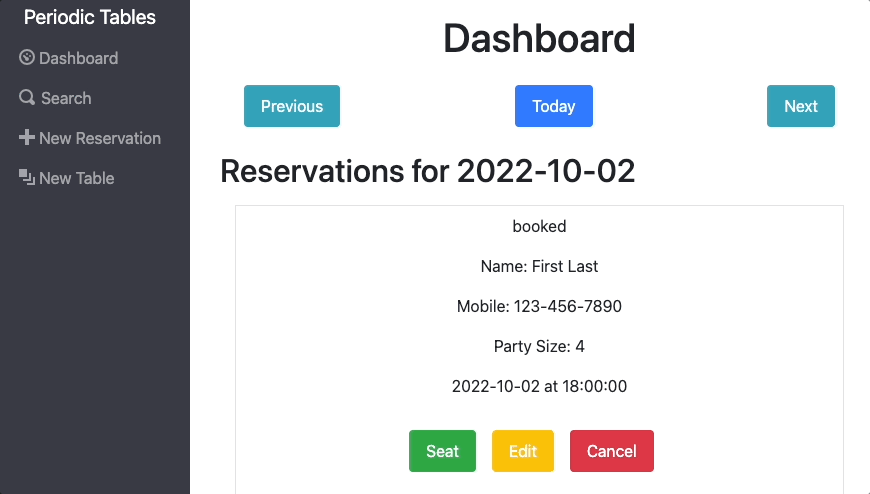 Periodic Tables
Dashboard
Search
New Reservation
New Table
Dashboard
Previous
Today
Next
Reservations for 2022-10-02
booked
Name: First Last
Mobile: 123-456-7890
Party Size: 4
2022-10-02 at 18:00:00
Seat
Edit
Cancel